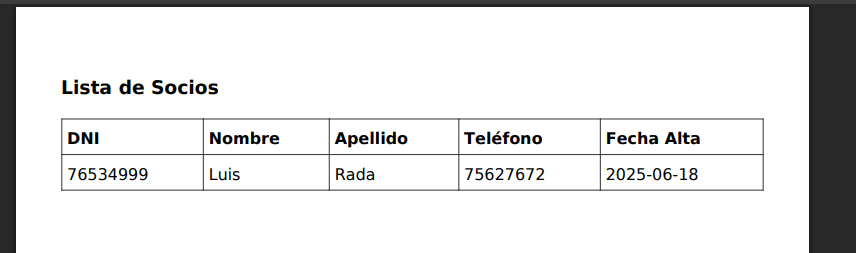 Lista de Socios
DNI Nombre Apellido Teléfono Fecha Alta
76534999 Luis Rada 75627672 2025-06-18